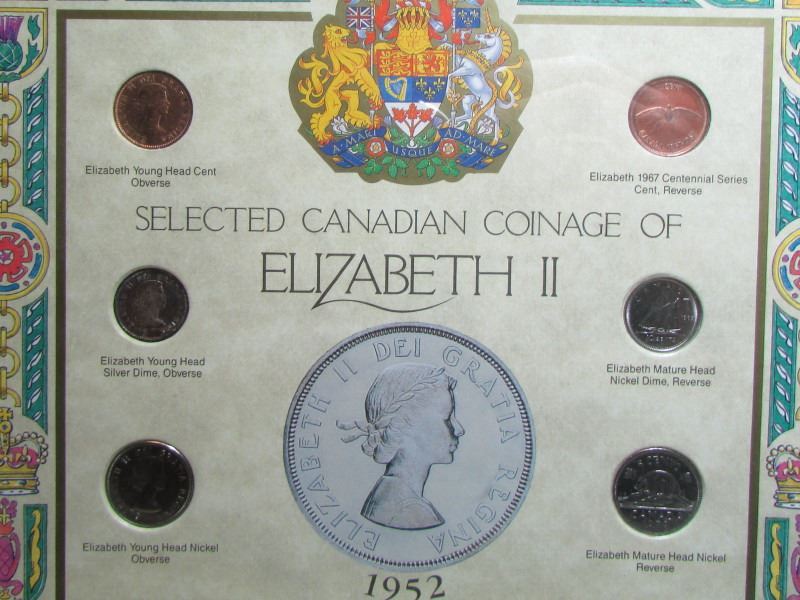 A·MARI USQUE AD·MARE
Elizabeth Young Head Cent
Obverse
Elizabeth 1967 Centennial Series
Cent, Reverse
SELECTED CANADIAN COINAGE OF
ELIZABETH II
Elizabeth Young Head
Silver Dime, Obverse
Elizabeth Mature Head
Nickel Dime, Reverse
ELIZABETH II DEI GRATIA REGINA
Elizabeth Young Head Nickel
Obverse
Elizabeth Mature Head Nickel
Reverse
1952